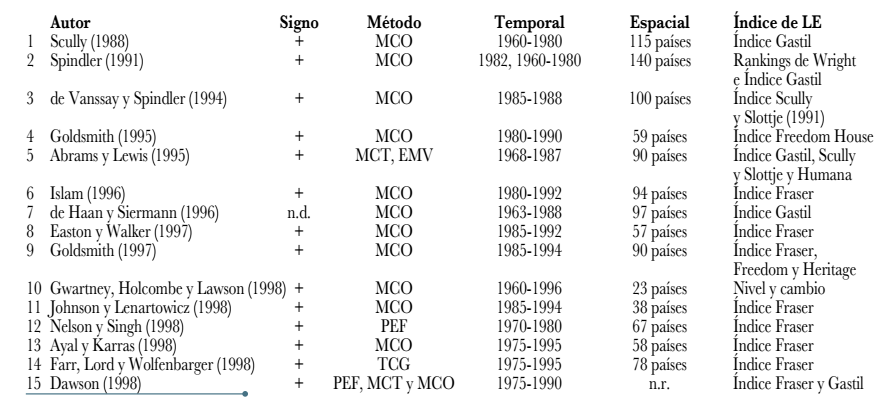 Autor Signo Método Temporal Espacial Índice de LE
1 Scully (1988) + MCO 1960-1980 115 países Índice Gastil
2 Spindler (1991) + MCO 1982, 1960-1980 140 países Rankings de Wright
e Índice Gastil
3 de Vanssay y Spindler (1994) + MCO 1985-1988 100 países Índice Scully
y Slottje (1991)
4 Goldsmith (1995) + MCO 1980-1990 59 países Índice Freedom House
5 Abrams y Lewis (1995) + MCT, EMV 1968-1987 90 países Índice Gastil, Scully
y Slottje y Humana
6 Islam (1996) + MCO 1980-1992 94 países Índice Fraser
7 de Haan y Siermann (1996) n.d. MCO 1963-1988 97 países Índice Gastil
8 Easton y Walker (1997) + MCO 1985-1992 57 países Índice Fraser
9 Goldsmith (1997) + MCO 1985-1994 90 países Índice Fraser,
Freedom y Heritage
10 Gwartney, Holcombe y Lawson (1998) + MCO 1960-1996 23 países Nivel y cambio
11 Johnson y Lenartowicz (1998) + MCO 1985-1994 38 países Índice Fraser
12 Nelson y Singh (1998) + PEF 1970-1980 67 países Índice Fraser
13 Ayal y Karras (1998) + MCO 1975-1995 58 países Índice Fraser
14 Farr, Lord y Wolfenbarger (1998) + TCG 1975-1995 78 países Índice Fraser
15 Dawson (1998) + PEF, MCT y MCO 1975-1990 n.r. Índice Fraser y Gastil